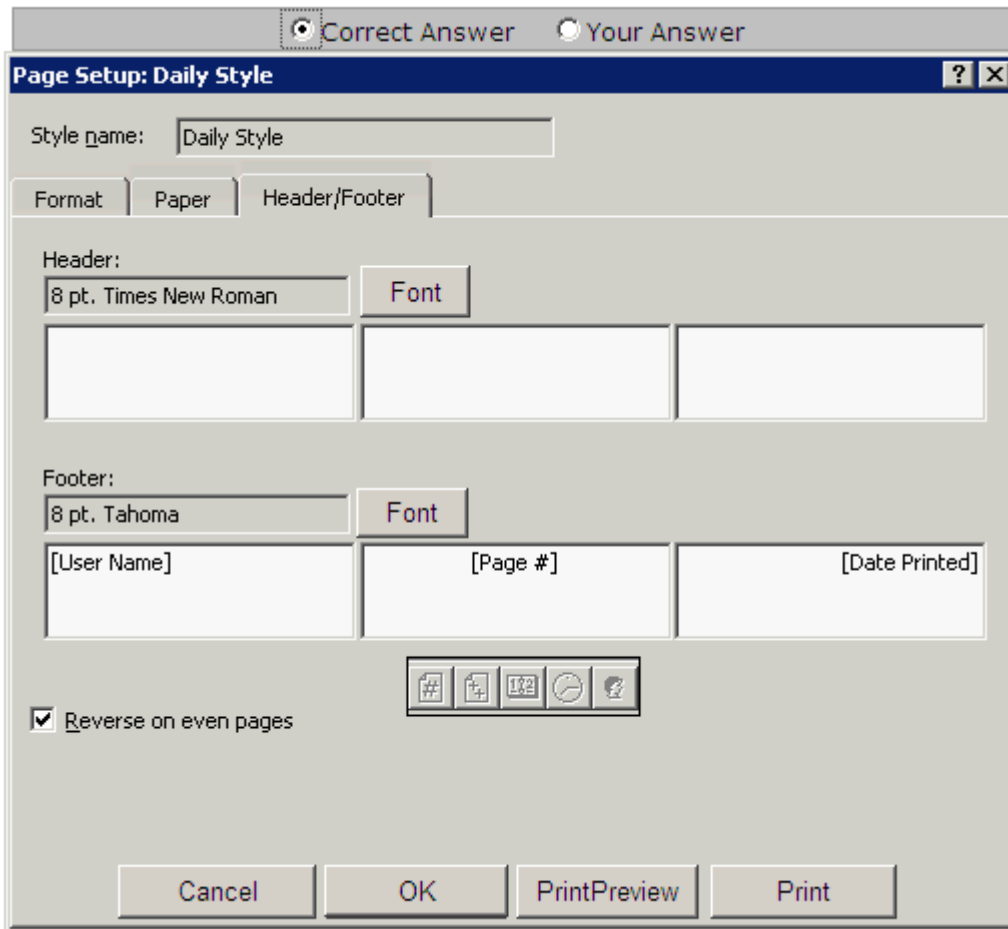 Correct Answer Your Answer
Page Setup: Daily Style
Style name: Daily Style
Format Paper Header/Footer
Header:
8 pt. Times New Roman Font
Footer:
8 pt. Tahoma Font
[User Name] [Page #] [Date Printed]
Reverse on even pages
Cancel OK PrintPreview Print